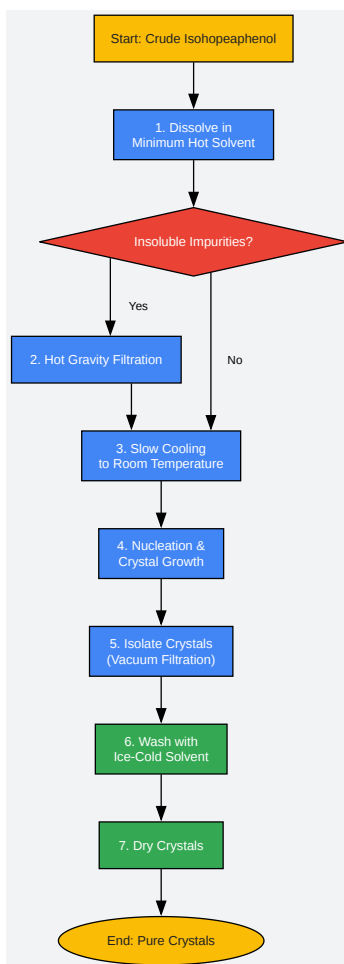 Start: Crude Isohopeaphenol
1. Dissolve in
Minimum Hot Solvent
Insoluble Impurities?
Yes
2. Hot Gravity Filtration
No
3. Slow Cooling
to Room Temperature
4. Nucleation &
Crystal Growth
5. Isolate Crystals
(Vacuum Filtration)
6. Wash with
Ice-Cold Solvent
7. Dry Crystals
End: Pure Crystals